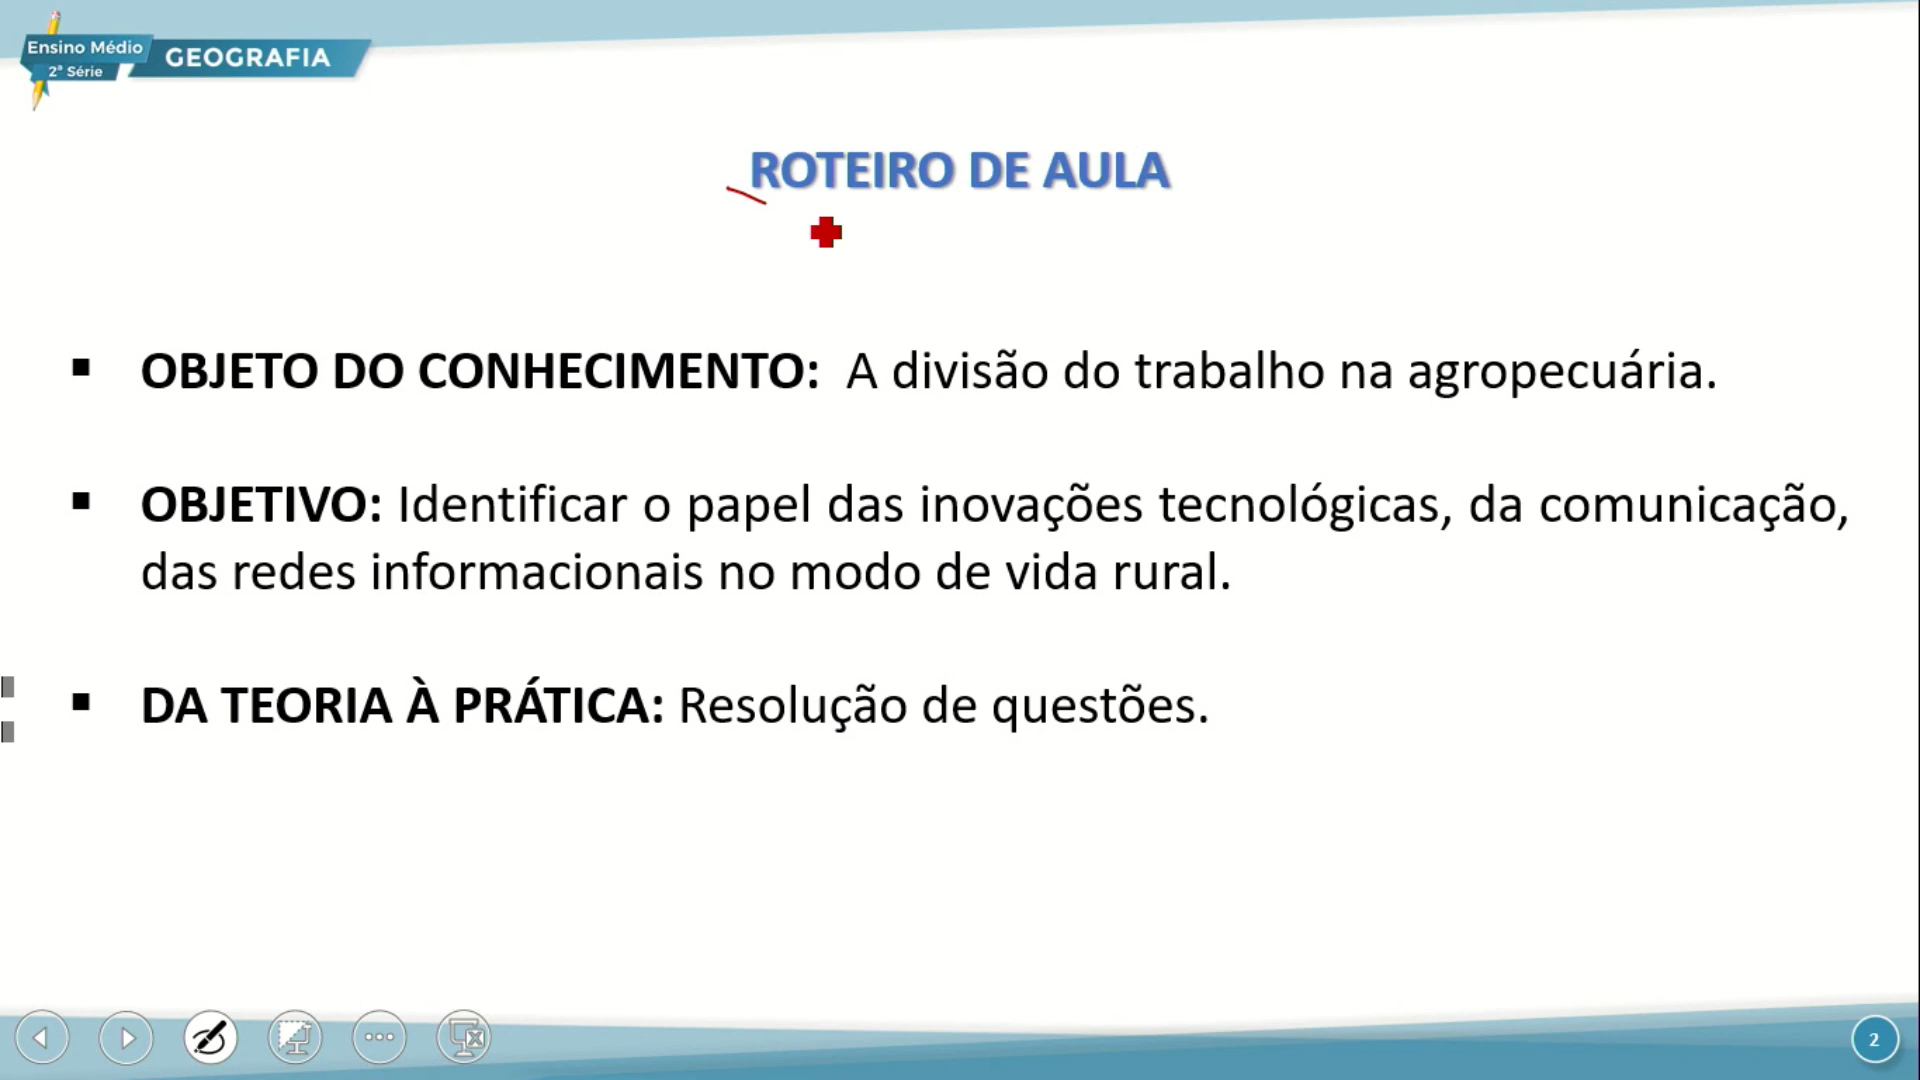 Ensino Médio
2ª Série
GEOGRAFIA
ROTEIRO DE AULA
▪ OBJETO DO CONHECIMENTO: A divisão do trabalho na agropecuária.
▪ OBJETIVO: Identificar o papel das inovações tecnológicas, da comunicação,
das redes informacionais no modo de vida rural.
▪ DA TEORIA À PRÁTICA: Resolução de questões.
2